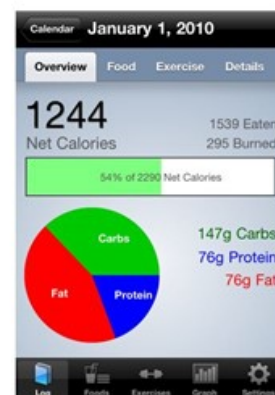 Calendar January 1, 2010
Overview Food Exercise Details
1244
Net Calories
1539 Eaten
295 Burned
54% of 2290 Net Calories
Carbs
Fat
Protein
147g Carbs
76g Protein
76g Fat
Log Foods Exercises Graph Settings